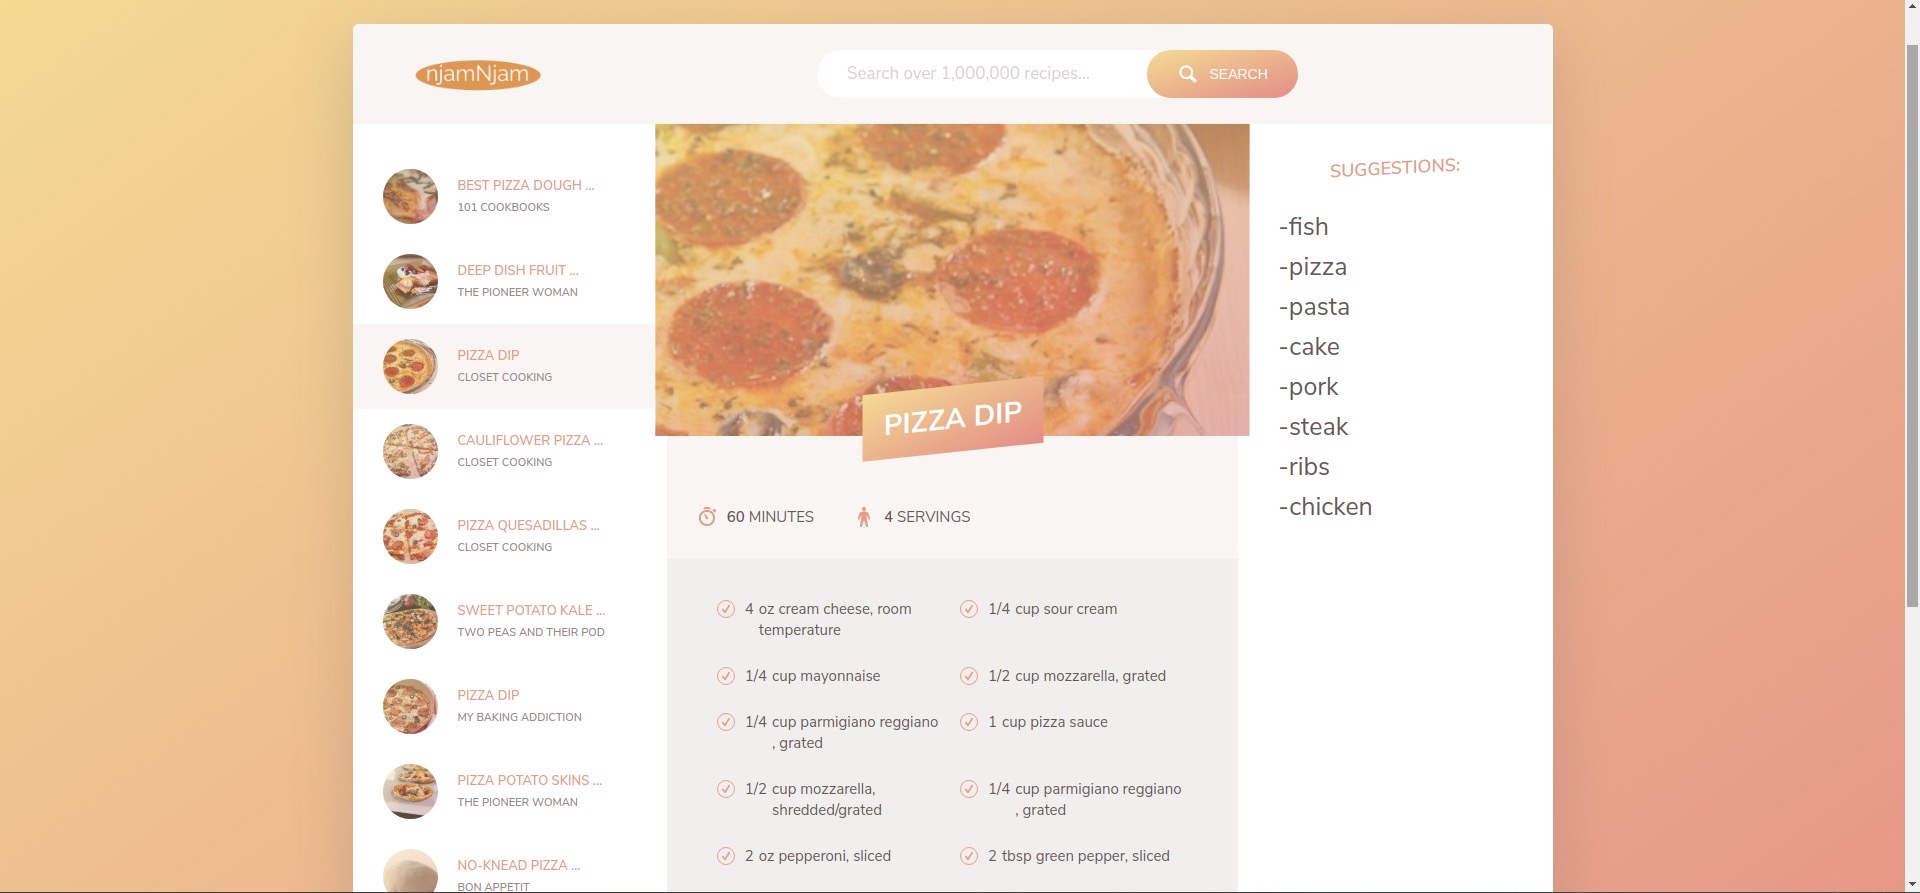 njamNjam
Search over 1,000,000 recipes...
SEARCH
BEST PIZZA DOUGH ...
101 COOKBOOKS
DEEP DISH FRUIT ...
THE PIONEER WOMAN
PIZZA DIP
CLOSET COOKING
CAULIFLOWER PIZZA ...
CLOSET COOKING
PIZZA QUESADILLAS ...
CLOSET COOKING
SWEET POTATO KALE ...
TWO PEAS AND THEIR POD
PIZZA DIP
MY BAKING ADDICTION
PIZZA POTATO SKINS ...
THE PIONEER WOMAN
NO-KNEAD PIZZA ...
BON APPETIT
PIZZA DIP
60 MINUTES
4 SERVINGS
4 oz cream cheese, room
temperature
1/4 cup sour cream
1/4 cup mayonnaise
1/2 cup mozzarella, grated
1/4 cup parmigiano reggiano
, grated
1 cup pizza sauce
1/2 cup mozzarella,
shredded/grated
1/4 cup parmigiano reggiano
, grated
2 oz pepperoni, sliced
2 tbsp green pepper, sliced
SUGGESTIONS:
-fish
-pizza
-pasta
-cake
-pork
-steak
-ribs
-chicken